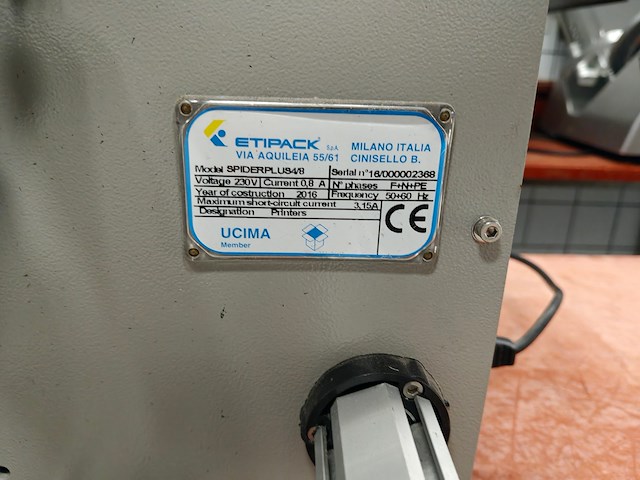 ETIPACK S.p.A. MILANO ITALIA
VIA AQUILEIA 55/61 CINISELLO B.
Model SPIDERPLUS4/8 Serial n°16/000002368
Voltage 230V Current 0,8 A N° phases F+N+PE
Year of costruction 2016 Frequency 50+60 Hz
Maximum short-circuit current 3,15A
Designation Printers
CE
UCIMA
Member